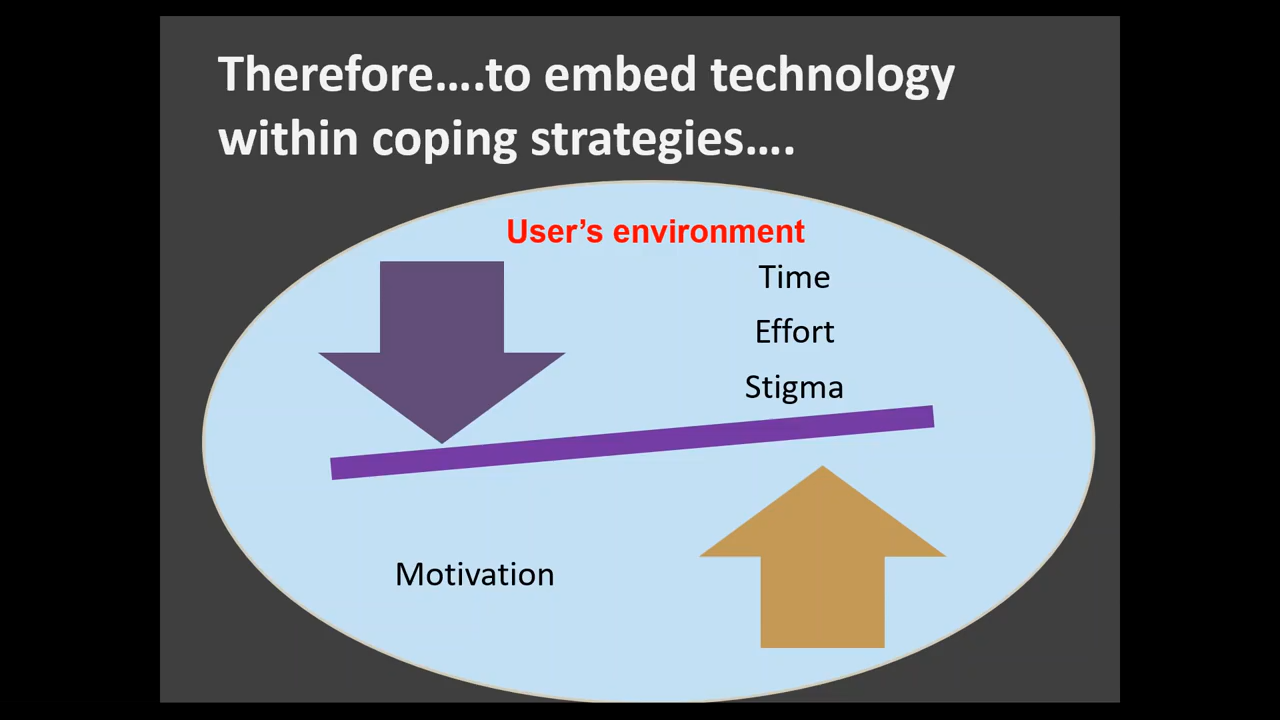 Therefore….to embed technology
within coping strategies….
User’s environment
Time
Effort
Stigma
Motivation